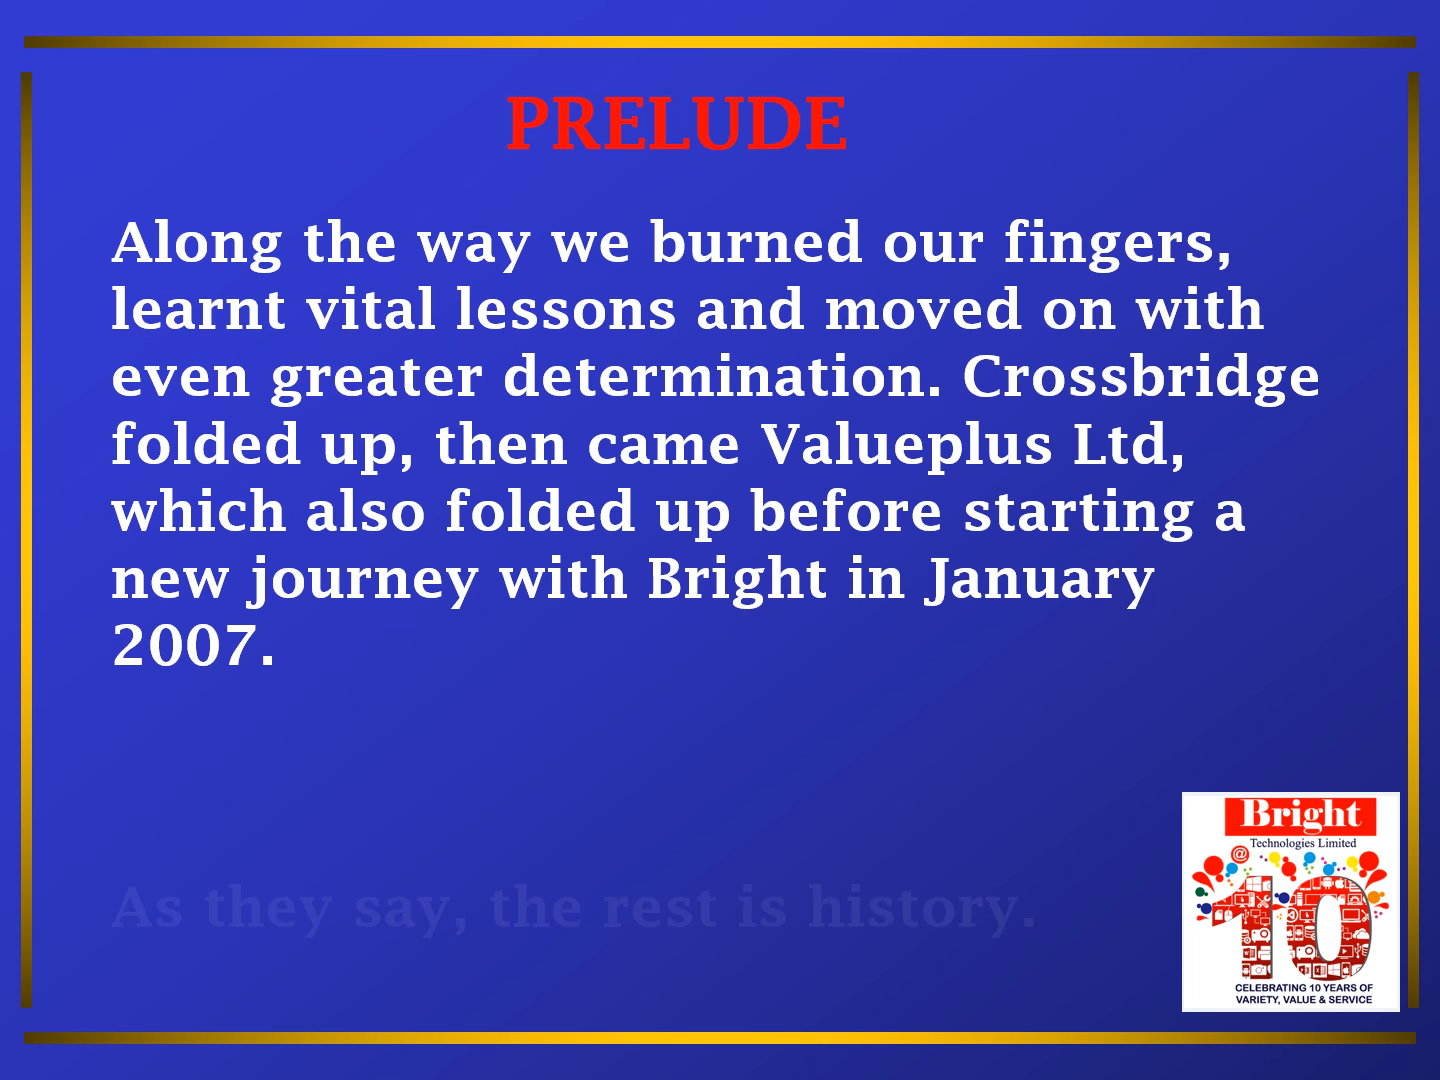 PRELUDE
Along the way we burned our fingers,
learnt vital lessons and moved on with
even greater determination. Crossbridge
folded up, then came Valueplus Ltd,
which also folded up before starting a
new journey with Bright in January
2007.
As they say, the rest is history.
Bright
Technologies Limited
@
10
CELEBRATING 10 YEARS OF
VARIETY, VALUE & SERVICE